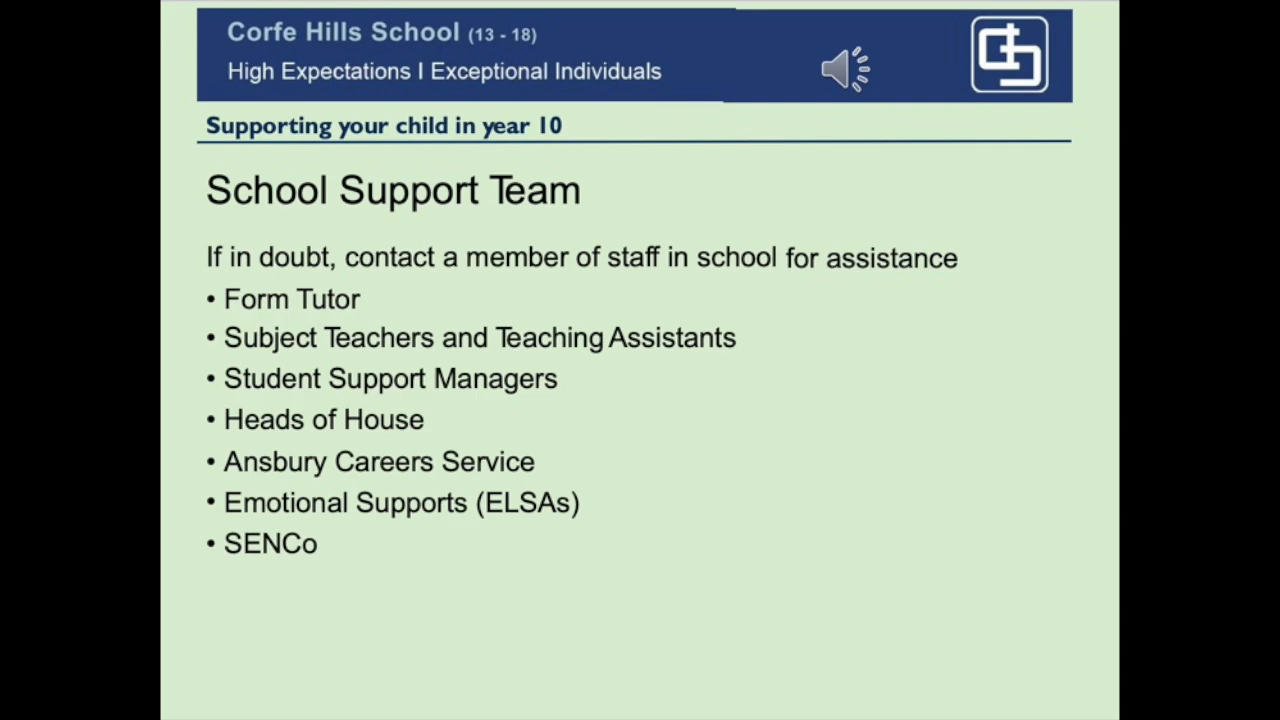 Corfe Hills School (13 - 18)
High Expectations I Exceptional Individuals
Supporting your child in year 10
School Support Team
If in doubt, contact a member of staff in school for assistance
• Form Tutor
• Subject Teachers and Teaching Assistants
• Student Support Managers
• Heads of House
• Ansbury Careers Service
• Emotional Supports (ELSAs)
• SENCo